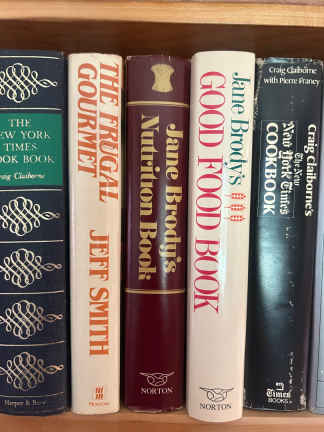 THE
NEW YORK
TIMES
COOK BOOK
Craig Claiborne
Harper & Row
THE FRUGAL
GOURMET
JEFF SMITH
MORROW
Jane Brody's
Nutrition Book
NORTON
Jane Brody's
GOOD FOOD BOOK
NORTON
Craig Claiborne
with Pierre Franey
Craig Claiborne's
The New
New York Times
COOKBOOK
Times
BOOKS